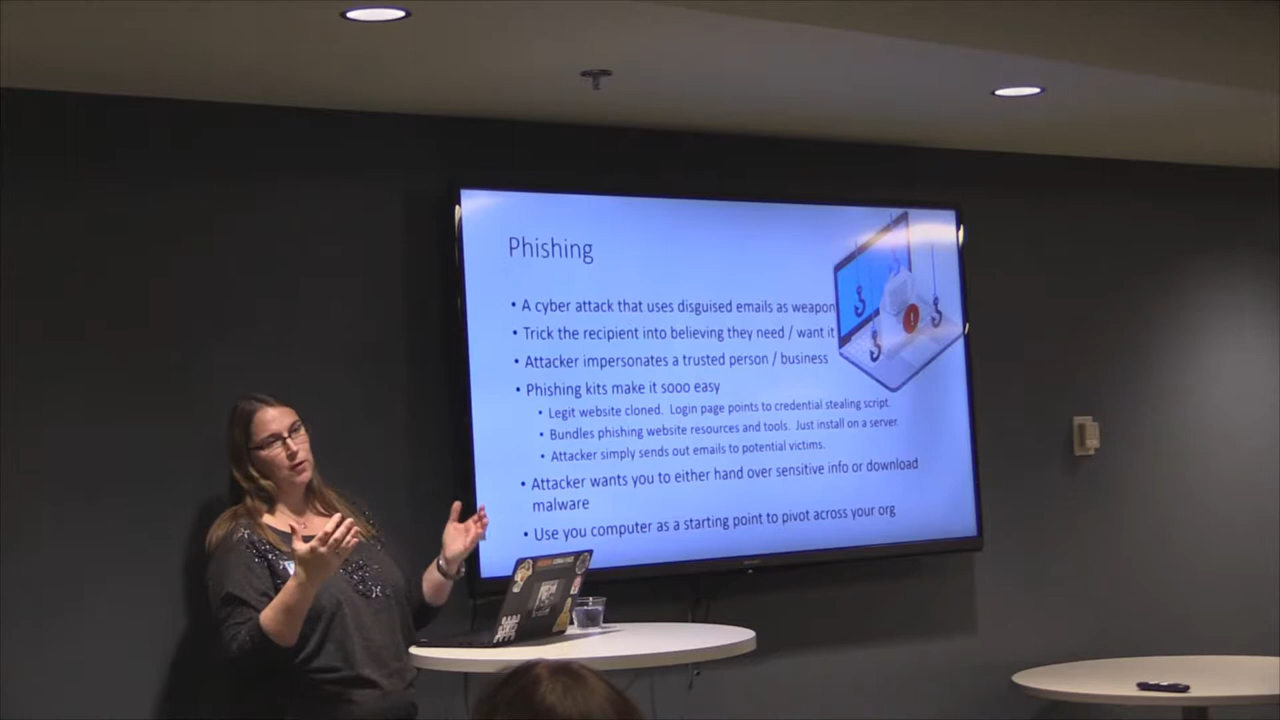 Phishing
• A cyber attack that uses disguised emails as weapon
• Trick the recipient into believing they need / want it
• Attacker impersonates a trusted person / business
• Phishing kits make it sooo easy
• Legit website cloned. Login page points to credential stealing script.
• Bundles phishing website resources and tools. Just install on a server.
• Attacker simply sends out emails to potential victims.
• Attacker wants you to either hand over sensitive info or download
malware
• Use you computer as a starting point to pivot across your org